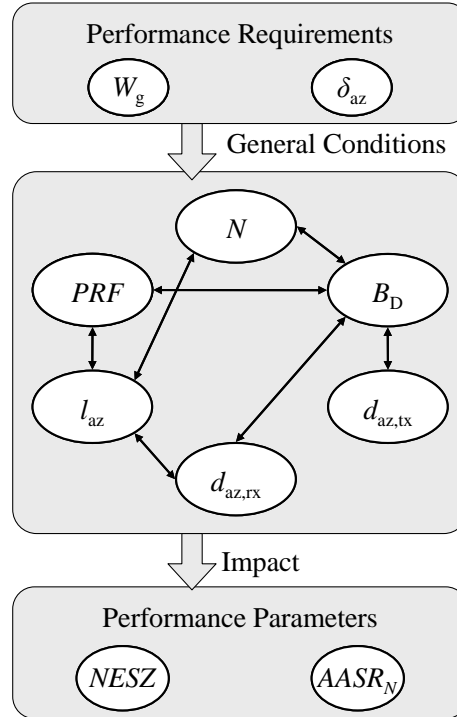 Performance Requirements
W_g δ_az
General Conditions
N
PRF B_D
l_az d_az,tx
d_az,rx
Impact
Performance Parameters
NESZ AASR_N